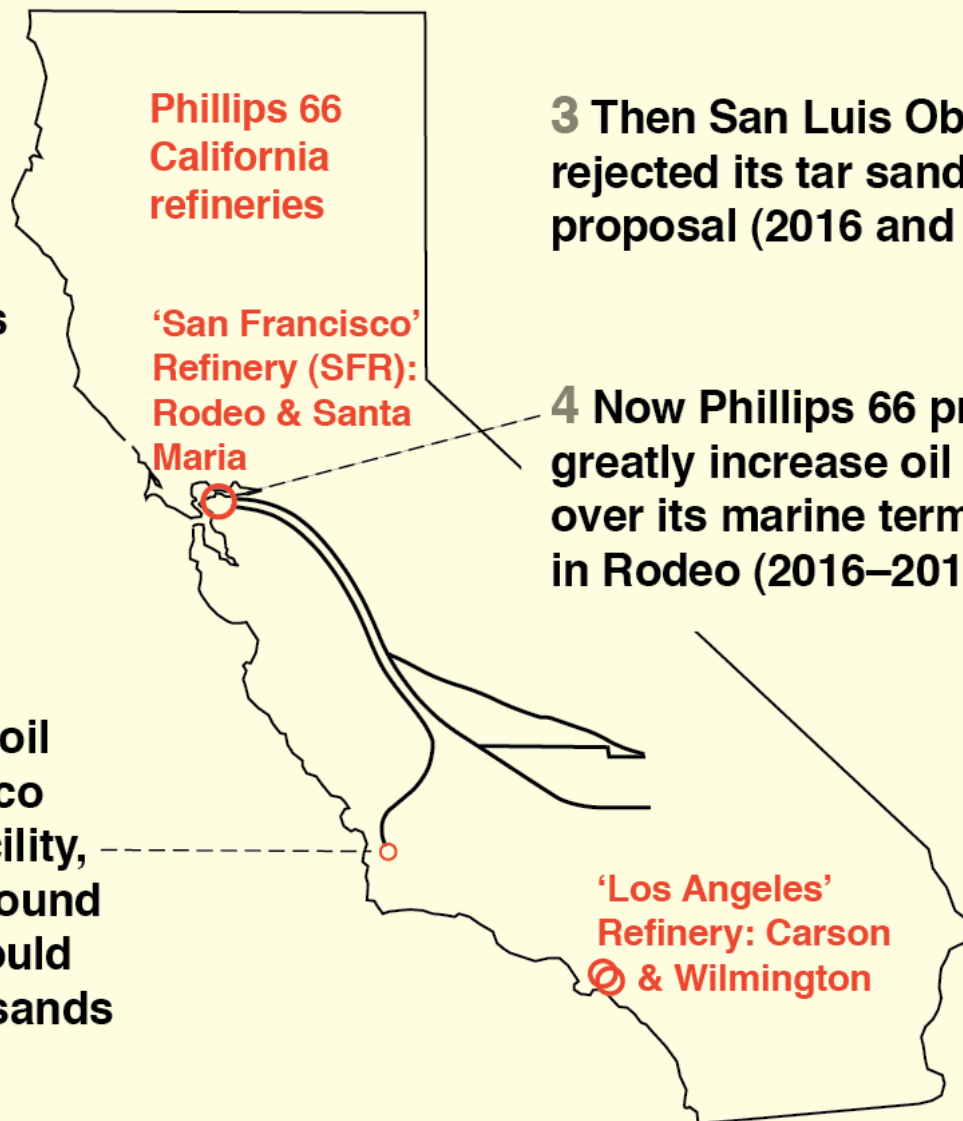 Phillips 66
California
refineries
3 Then San Luis Ob
rejected its tar sand
proposal (2016 and
s
‘San Francisco’
Refinery (SFR):
Rodeo & Santa
Maria
4 Now Phillips 66 pr
greatly increase oil
over its marine term
in Rodeo (2016–201
oil
co
cility,
ound
ould
sands
‘Los Angeles’
Refinery: Carson
& Wilmington